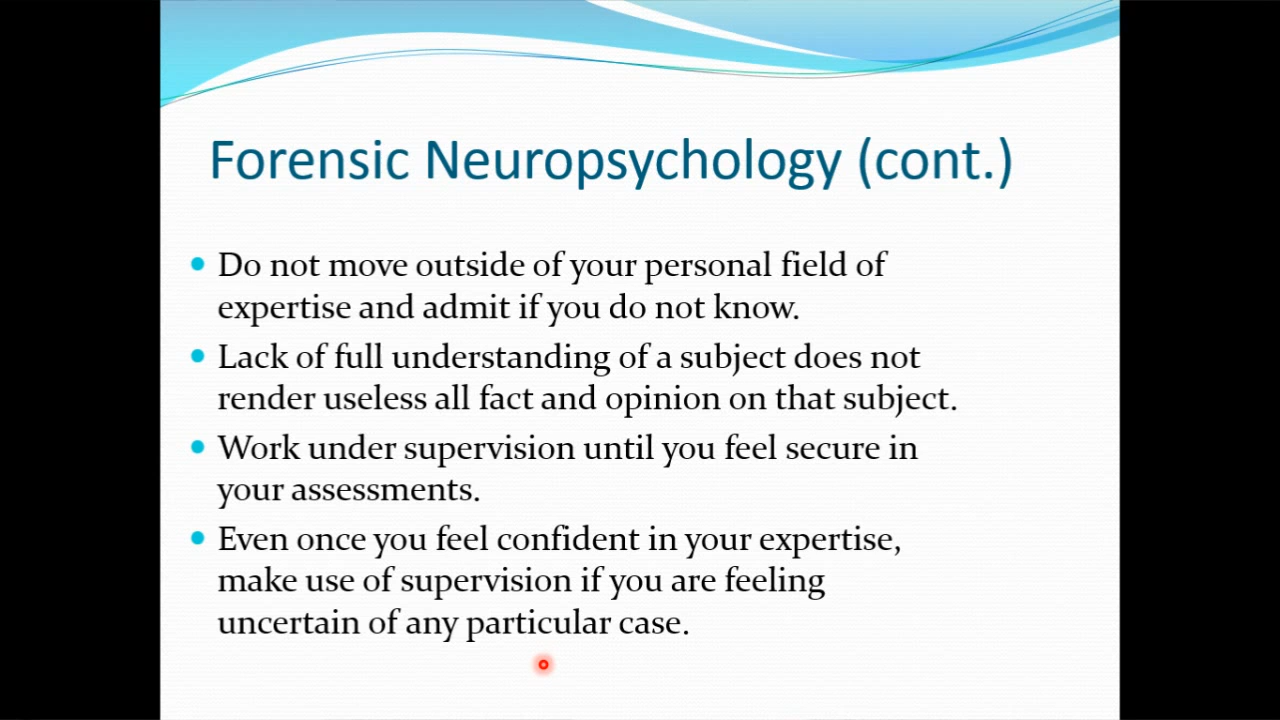 Forensic Neuropsychology (cont.)
Do not move outside of your personal field of
expertise and admit if you do not know.
Lack of full understanding of a subject does not
render useless all fact and opinion on that subject.
Work under supervision until you feel secure in
your assessments.
Even once you feel confident in your expertise,
make use of supervision if you are feeling
uncertain of any particular case.